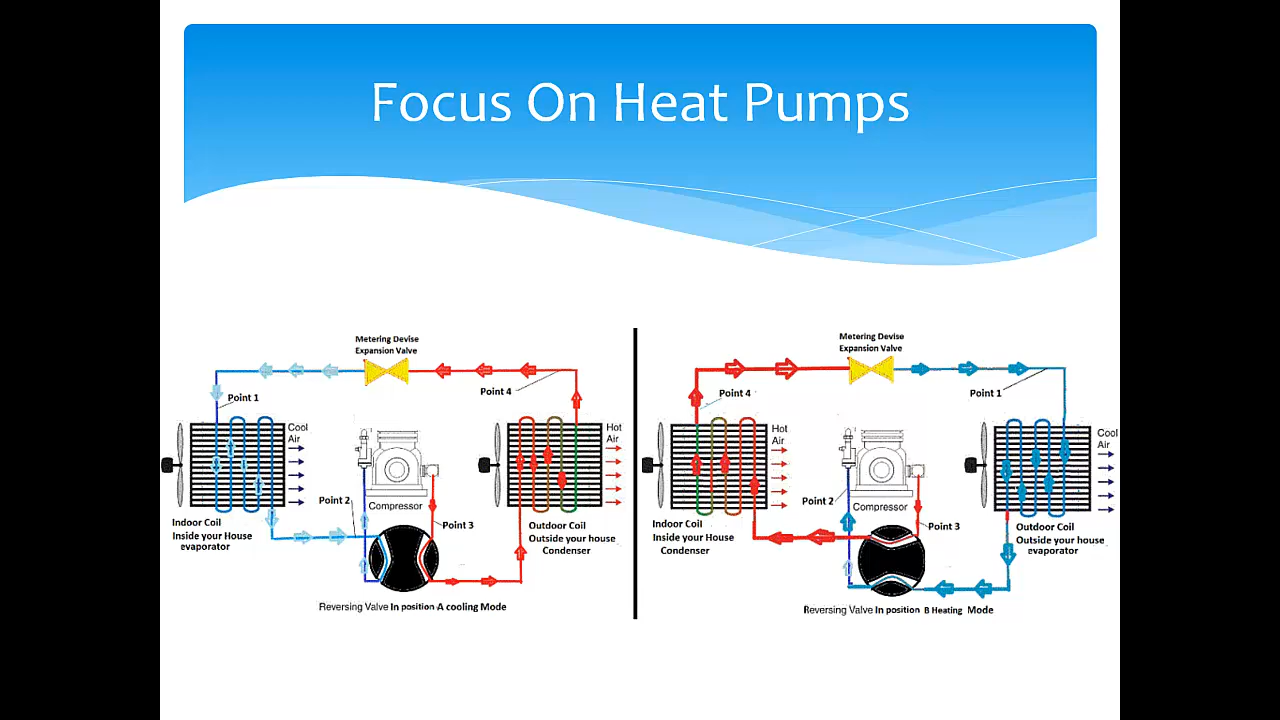 Focus On Heat Pumps
Metering Devise
Expansion Valve
Point 1
Point 4
Cool
Air
Hot
Air
Compressor
Point 2
Point 3
Indoor Coil
Inside your House
evaporator
Outdoor Coil
Outside your house
Condenser
Reversing Valve In position A cooling Mode
Metering Devise
Expansion Valve
Point 4
Point 1
Hot
Air
Cool
Air
Compressor
Point 2
Point 3
Indoor Coil
Inside your House
Condenser
Outdoor Coil
Outside your house
evaporator
Reversing Valve In position B Heating Mode